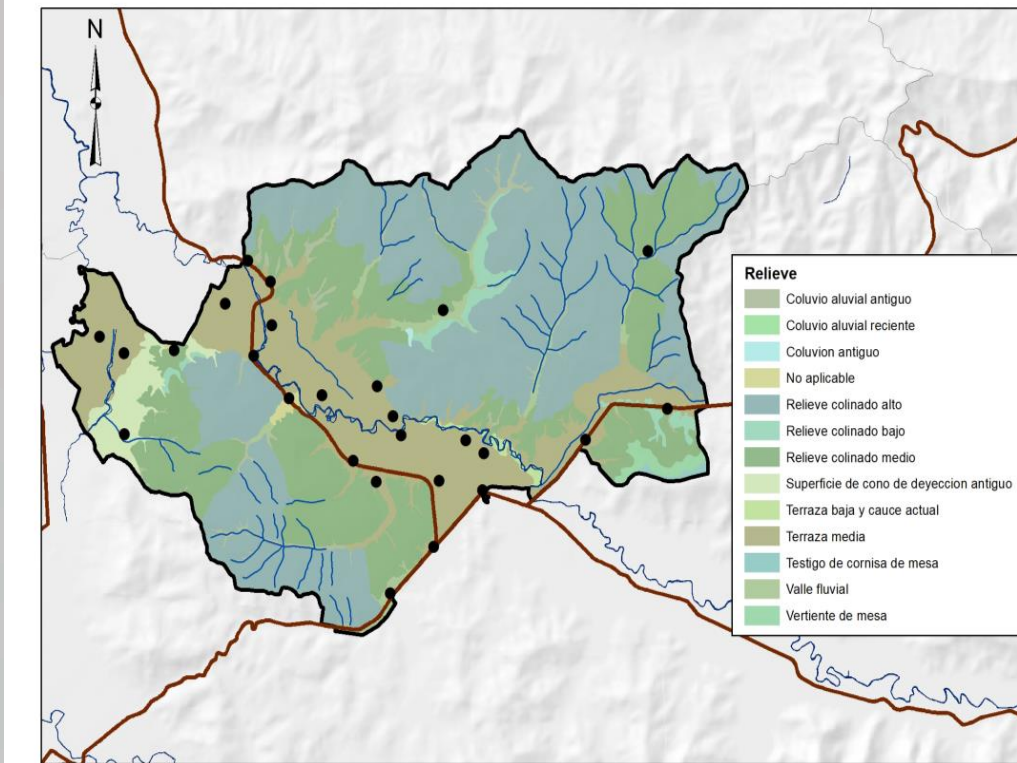 N
Relieve
Coluvio aluvial antiguo
Coluvio aluvial reciente
Coluvion antiguo
No aplicable
Relieve colinado alto
Relieve colinado bajo
Relieve colinado medio
Superficie de cono de deyeccion antiguo
Terraza baja y cauce actual
Terraza media
Testigo de cornisa de mesa
Valle fluvial
Vertiente de mesa